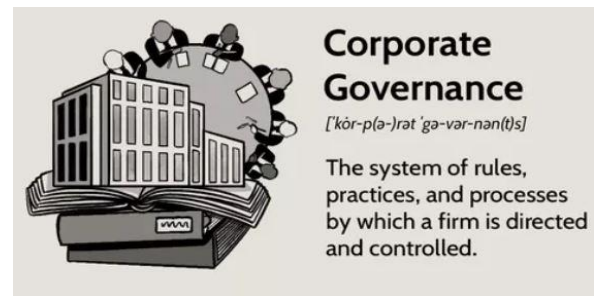 Corporate
Governance
['kȯr-p(ə-)rət 'gə-vər-nən(t)s]
The system of rules,
practices, and processes
by which a firm is directed
and controlled.